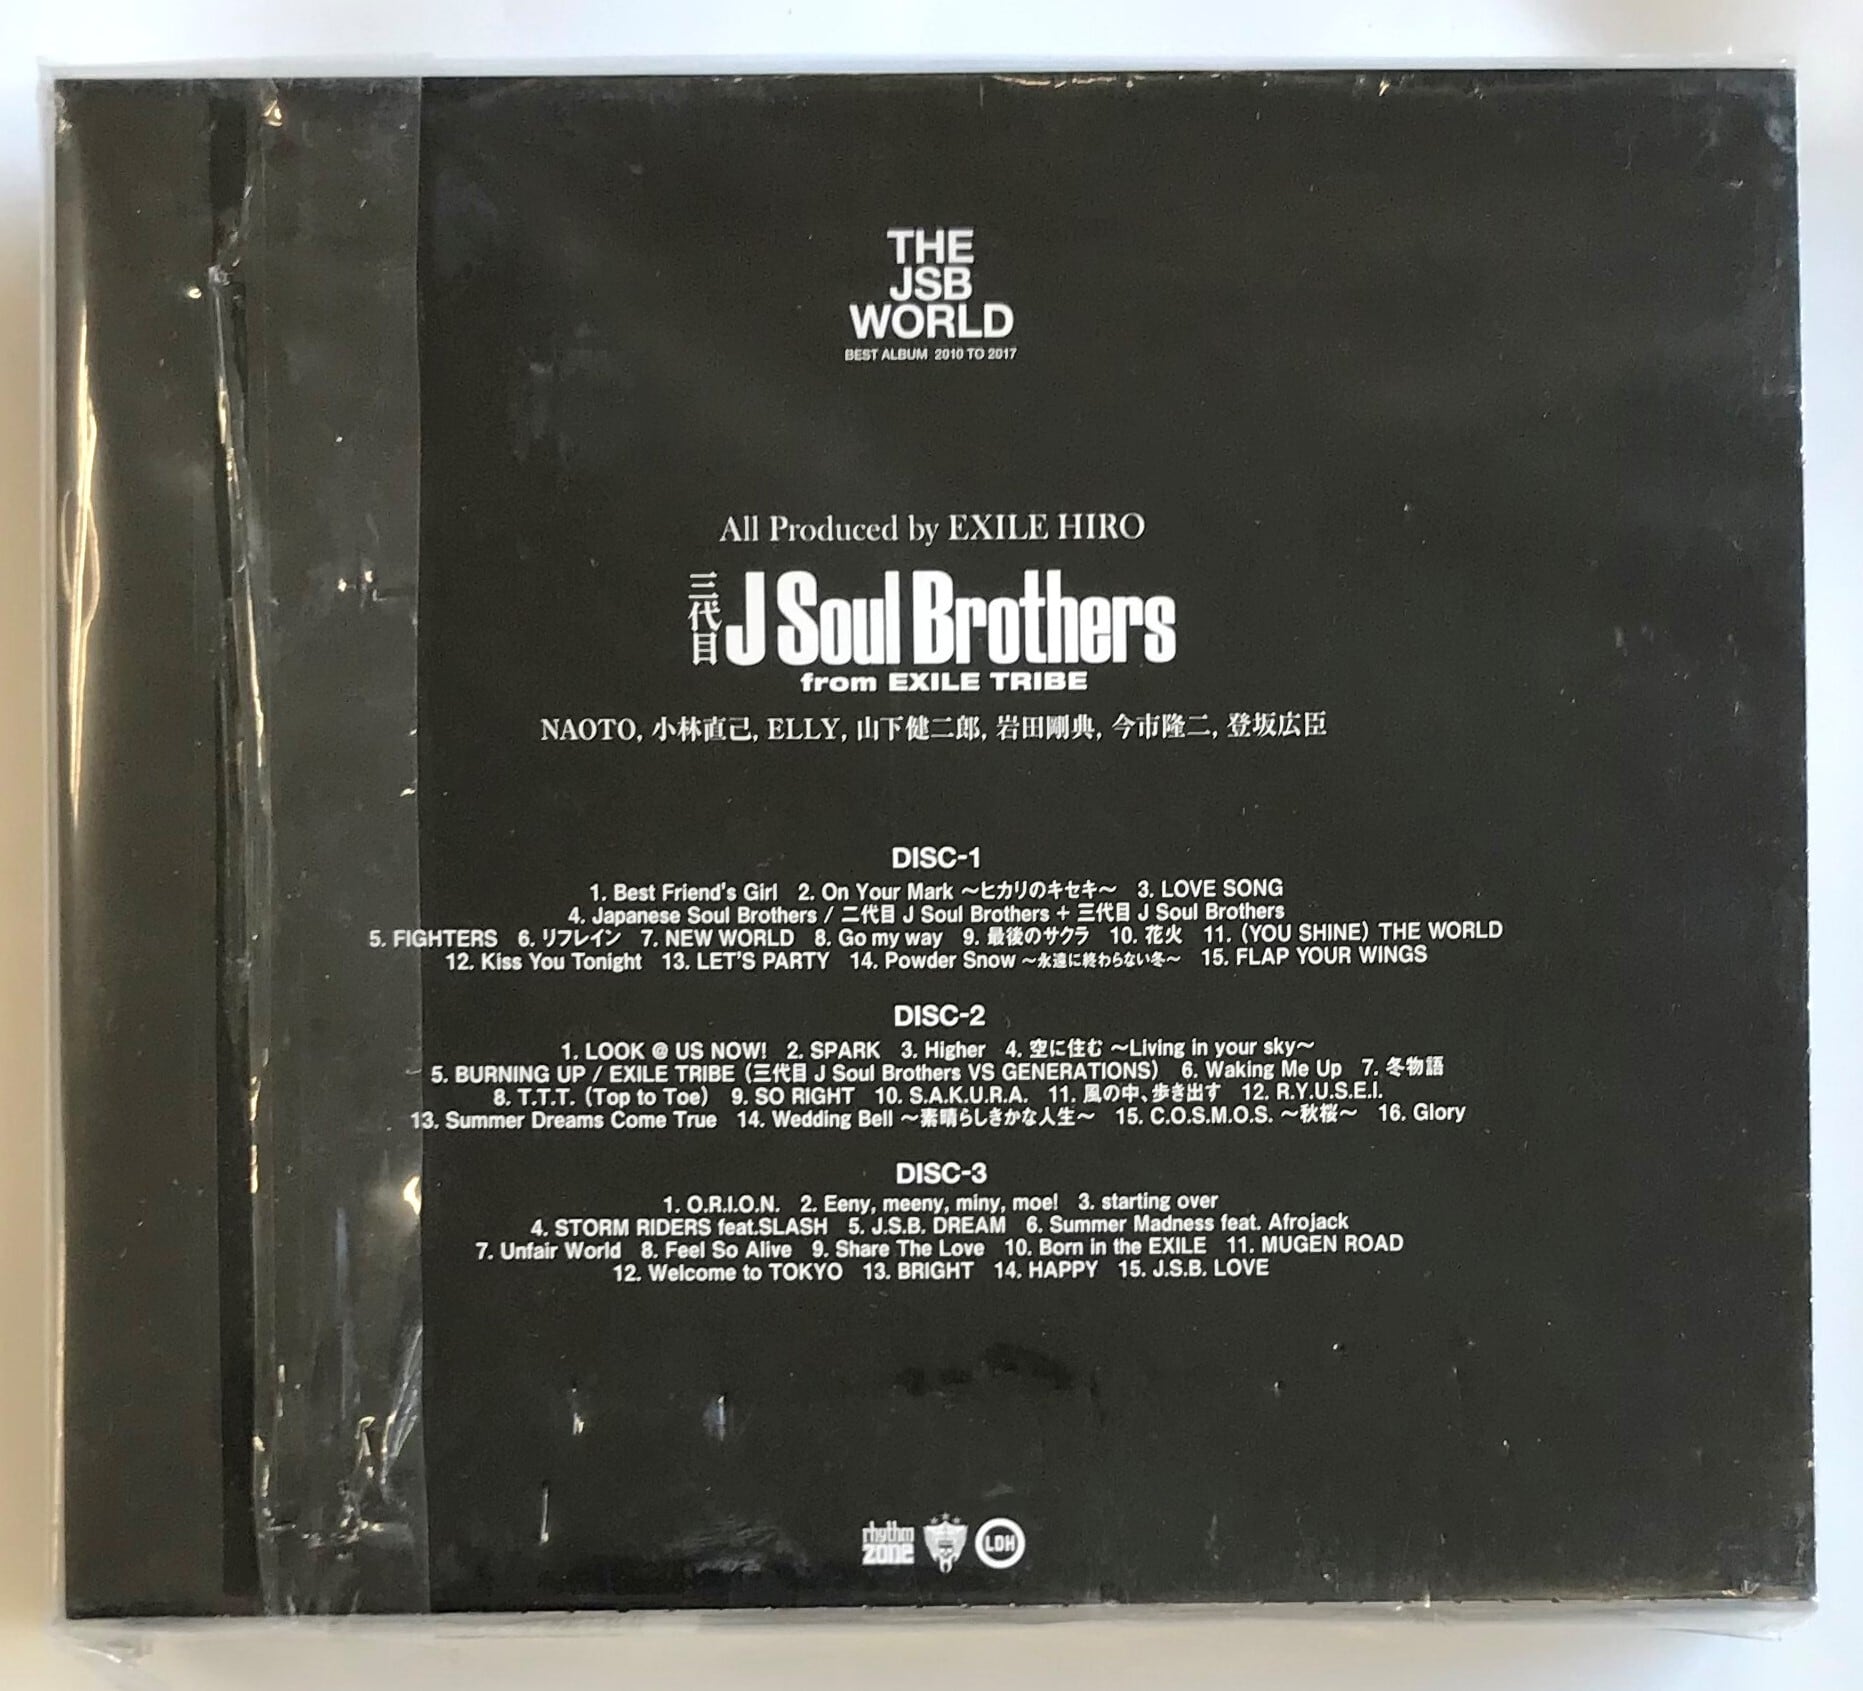 THE
JSB
WORLD
BEST ALBUM 2010 TO 2017
All Produced by EXILE HIRO
三代目 J Soul Brothers
from EXILE TRIBE
NAOTO, 小林直己, ELLY, 山下健二郎, 岩田剛典, 今市隆二, 登坂広臣
DISC-1
1. Best Friend's Girl 2. On Your Mark 〜ヒカリのキセキ〜 3. LOVE SONG
4. Japanese Soul Brothers / 二代目 J Soul Brothers + 三代目 J Soul Brothers
5. FIGHTERS 6. リフレイン 7. NEW WORLD 8. Go my way 9. 最後のサクラ 10. 花火 11. (YOU SHINE) THE WORLD
12. Kiss You Tonight 13. LET'S PARTY 14. Powder Snow 〜永遠に終わらない冬〜 15. FLAP YOUR WINGS
DISC-2
1. LOOK @ US NOW! 2. SPARK 3. Higher 4. 空に住む 〜Living in your sky〜
5. BURNING UP / EXILE TRIBE (三代目 J Soul Brothers VS GENERATIONS) 6. Waking Me Up 7. 冬物語
8. T.T.T. (Top to Toe) 9. SO RIGHT 10. S.A.K.U.R.A. 11. 風の中、歩き出す 12. R.Y.U.S.E.I.
13. Summer Dreams Come True 14. Wedding Bell 〜素晴らしきかな人生〜 15. C.O.S.M.O.S. 〜秋桜〜 16. Glory
DISC-3
1. O.R.I.O.N. 2. Eeny, meeny, miny, moe! 3. starting over
4. STORM RIDERS feat.SLASH 5. J.S.B. DREAM 6. Summer Madness feat. Afrojack
7. Unfair World 8. Feel So Alive 9. Share The Love 10. Born in the EXILE 11. MUGEN ROAD
12. Welcome to TOKYO 13. BRIGHT 14. HAPPY 15. J.S.B. LOVE
rhythm
zone
LDH